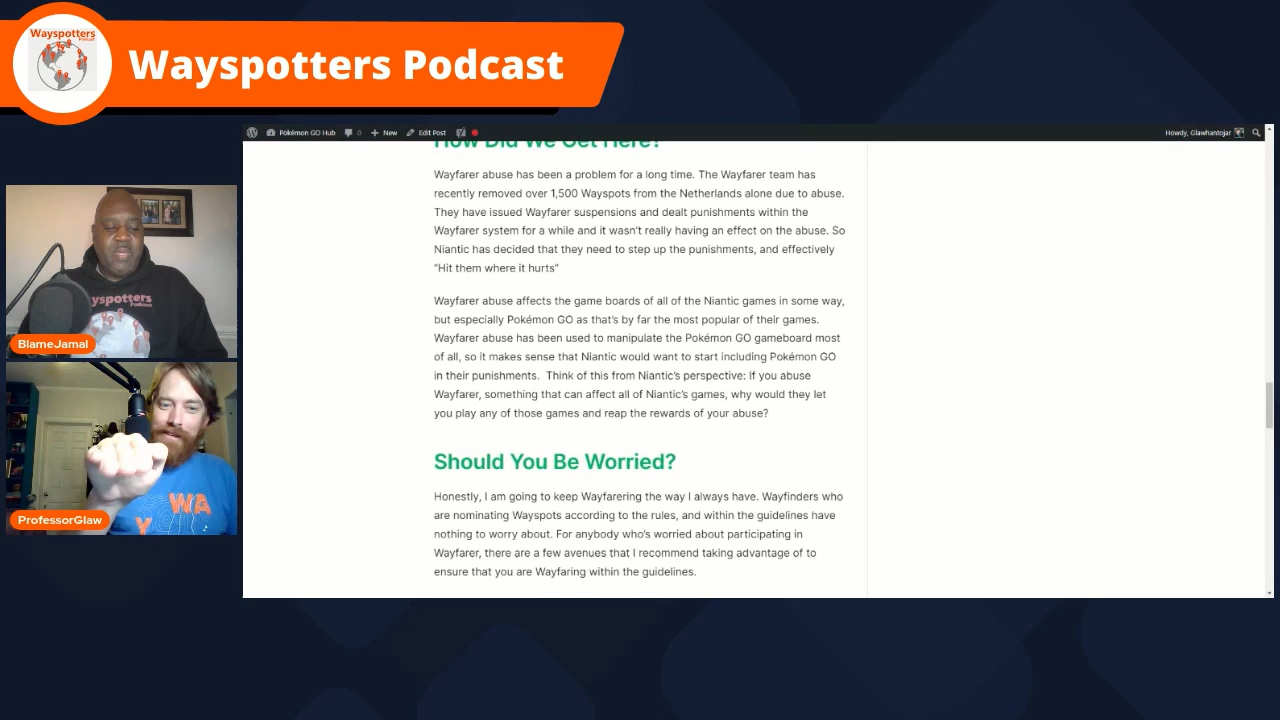 Wayspotters
Podcast
Wayspotters Podcast
Pokémon GO Hub
0
New
Edit Post
Howdy, Glawhantojar
How Did We Get Here?
Wayfarer abuse has been a problem for a long time. The Wayfarer team has
recently removed over 1,500 Wayspots from the Netherlands alone due to abuse.
They have issued Wayfarer suspensions and dealt punishments within the
Wayfarer system for a while and it wasn't really having an effect on the abuse. So
Niantic has decided that they need to step up the punishments, and effectively
“Hit them where it hurts”
Wayfarer abuse affects the game boards of all of the Niantic games in some way,
but especially Pokémon GO as that's by far the most popular of their games.
Wayfarer abuse has been used to manipulate the Pokémon GO gameboard most
of all, so it makes sense that Niantic would want to start including Pokémon GO
in their punishments.  Think of this from Niantic's perspective: If you abuse
Wayfarer, something that can affect all of Niantic's games, why would they let
you play any of those games and reap the rewards of your abuse?
Should You Be Worried?
Honestly, I am going to keep Wayfarering the way I always have. Wayfinders who
are nominating Wayspots according to the rules, and within the guidelines have
nothing to worry about. For anybody who's worried about participating in
Wayfarer, there are a few avenues that I recommend taking advantage of to
ensure that you are Wayfaring within the guidelines.
yspotters
Podcast
BlameJamal
WA
Y
ProfessorGlaw